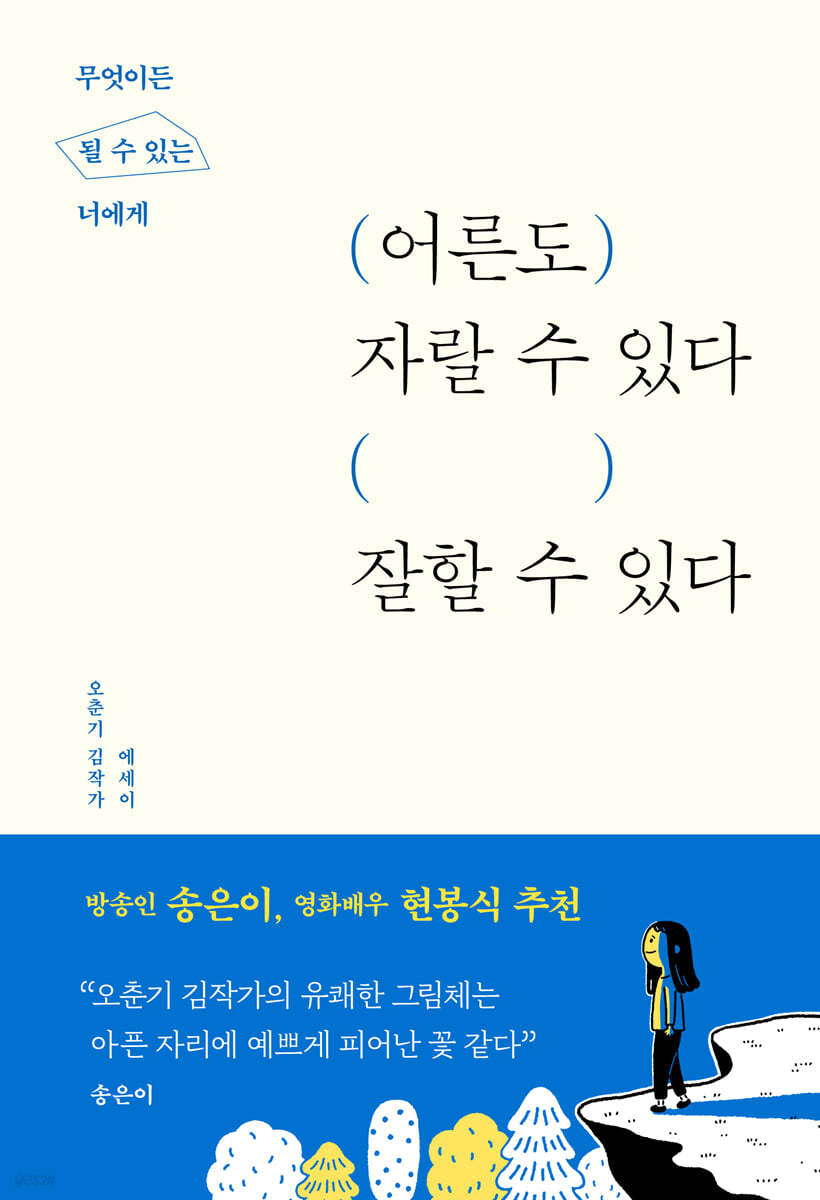 무엇이든
될 수 있는
너에게
(어른도)
자랄 수 있다
( )
잘할 수 있다
오춘기 김작가
에세이
방송인 송은이, 영화배우 현봉식 추천
“오춘기 김작가의 유쾌한 그림체는
아픈 자리에 예쁘게 피어난 꽃 같다”
송은이
yes24